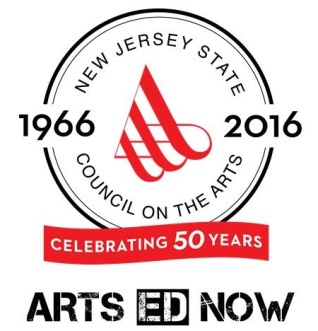 NEW JERSEY STATE
1966 2016
COUNCIL ON THE ARTS
CELEBRATING 50 YEARS
ARTS ED NOW